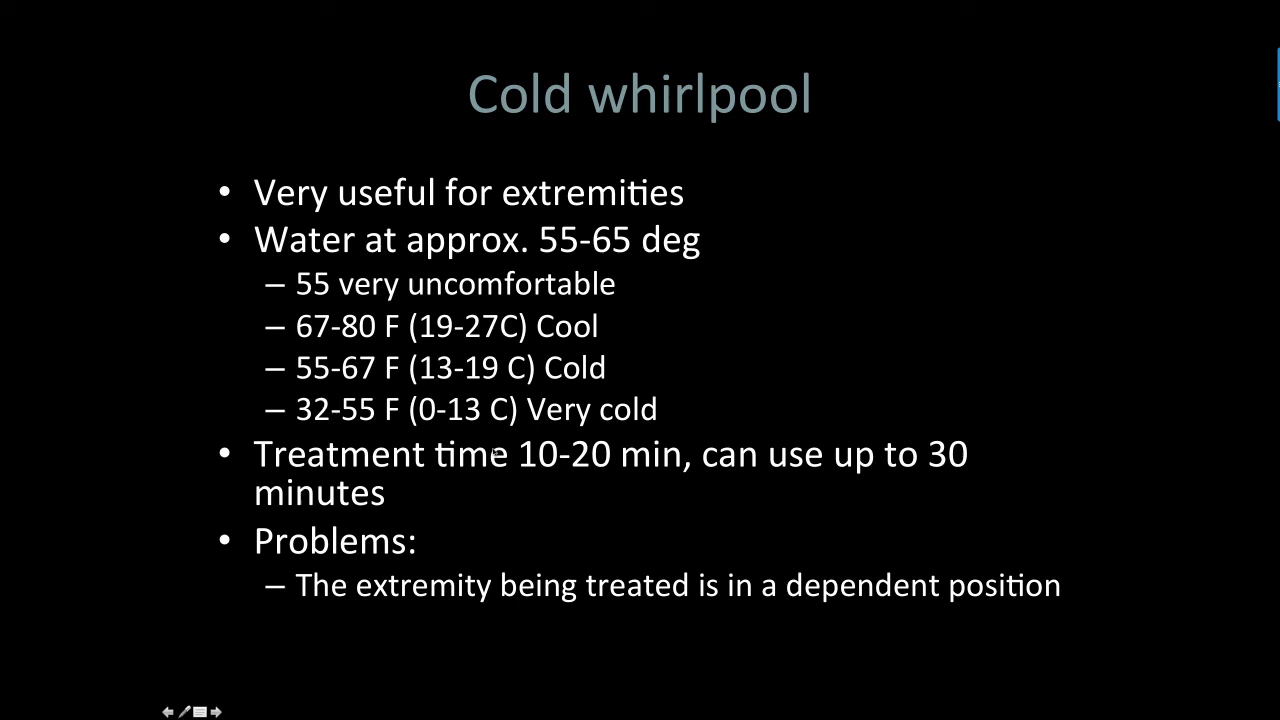 Cold whirlpool
• Very useful for extremities
• Water at approx. 55-65 deg
– 55 very uncomfortable
– 67-80 F (19-27C) Cool
– 55-67 F (13-19 C) Cold
– 32-55 F (0-13 C) Very cold
• Treatment time 10-20 min, can use up to 30
minutes
• Problems:
– The extremity being treated is in a dependent position